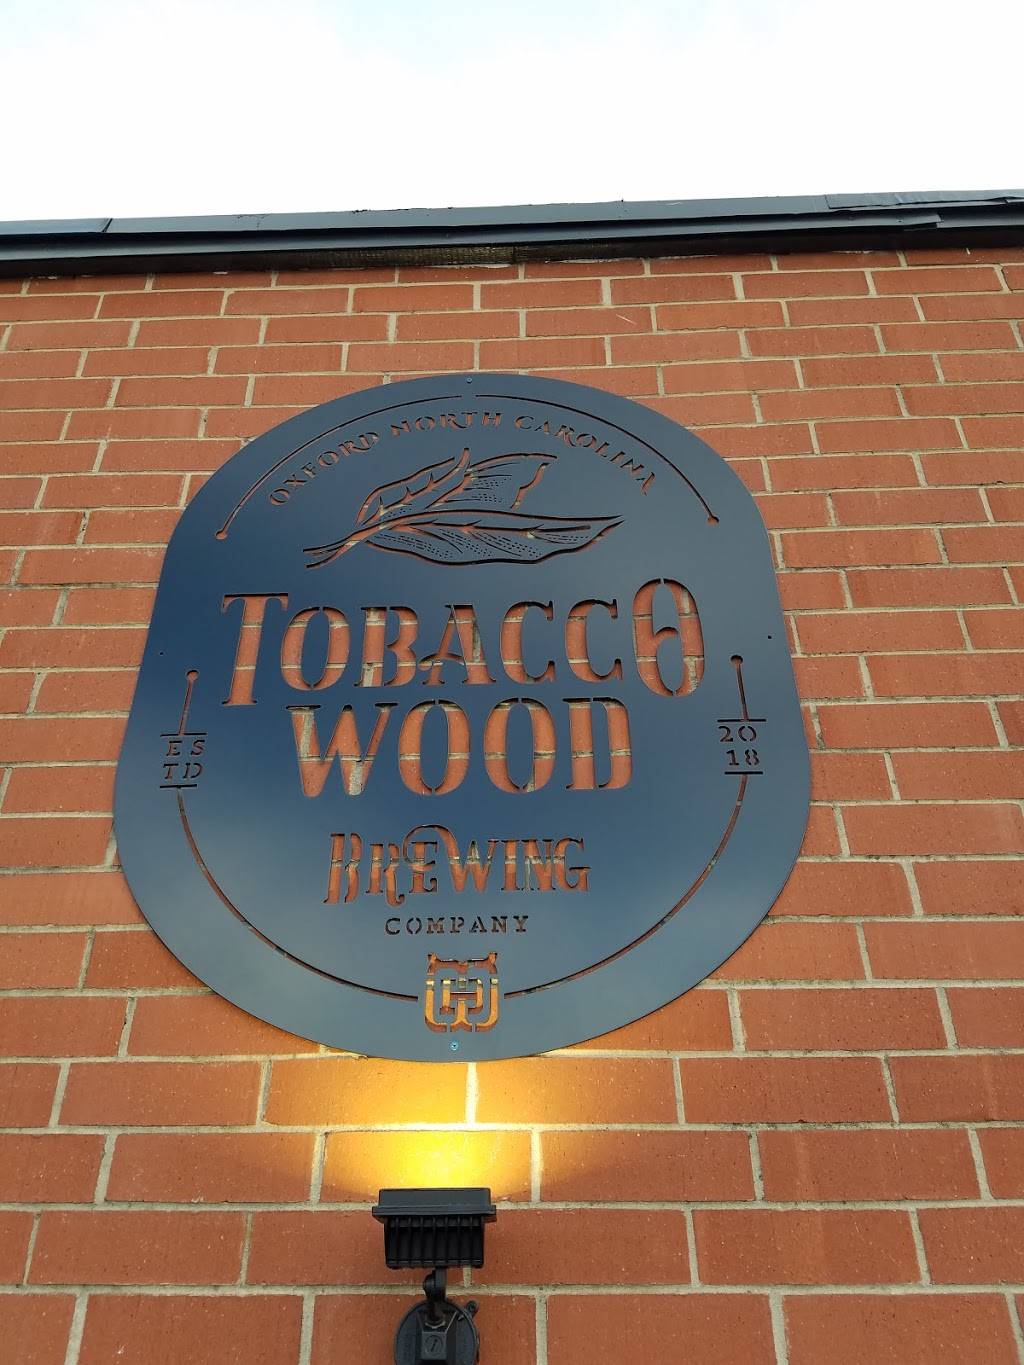 OXFORD NORTH CAROLINA
TOBACCO
WOOD
ES
TD
20
18
BREWING
COMPANY